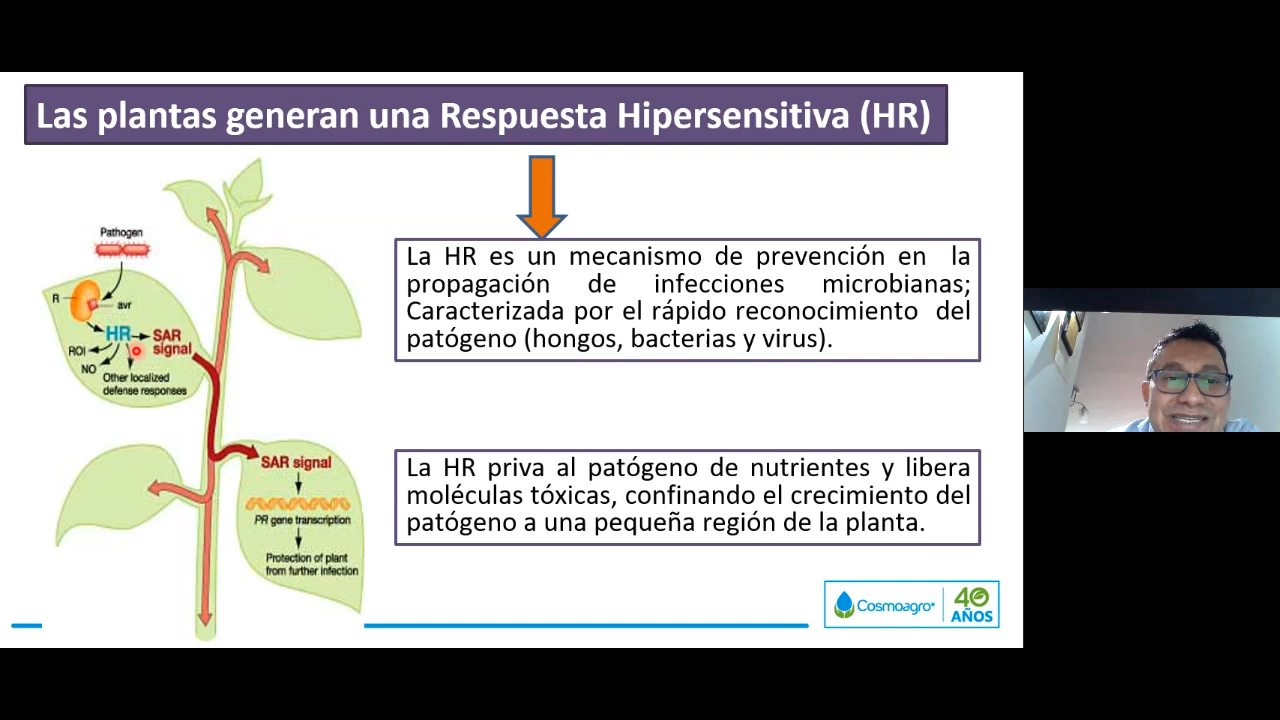 Las plantas generan una Respuesta Hipersensitiva (HR)
Pathogen
R
avr
HR
SAR
signal
ROI
NO
Other localized
defense responses
La HR es un mecanismo de prevención en la
propagación de infecciones microbianas;
Caracterizada por el rápido reconocimiento del
patógeno (hongos, bacterias y virus).
SAR signal
PR gene transcription
Protection of plant
from further infection
La HR priva al patógeno de nutrientes y libera
moléculas tóxicas, confinando el crecimiento del
patógeno a una pequeña región de la planta.
Cosmoagro
40
AÑOS